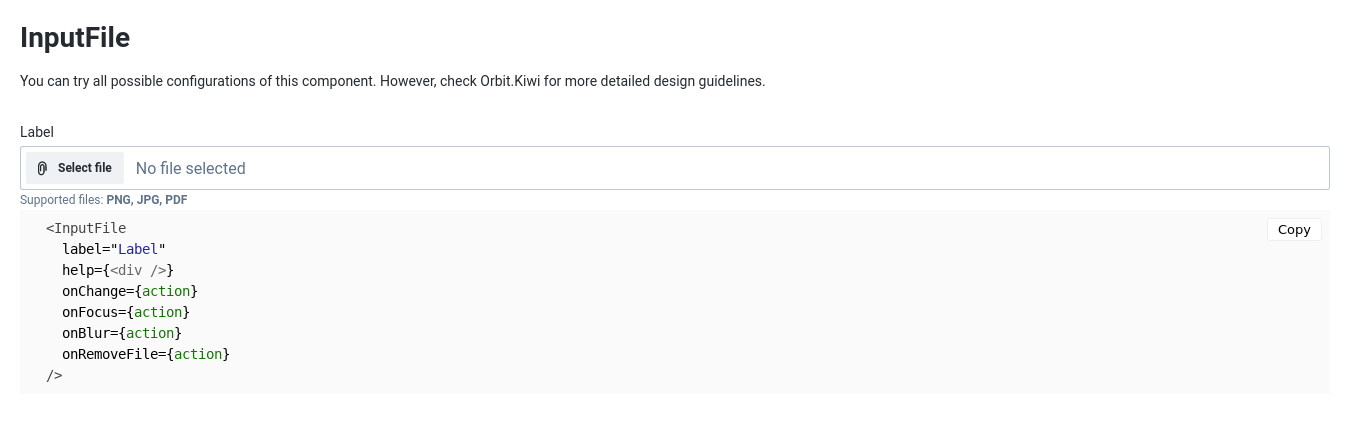 InputFile
You can try all possible configurations of this component. However, check Orbit.Kiwi for more detailed design guidelines.
Label
Select file No file selected
Supported files: PNG, JPG, PDF
<InputFile
Copy
label="Label"
help={<div />}
onChange={action}
onFocus={action}
onBlur={action}
onRemoveFile={action}
/>